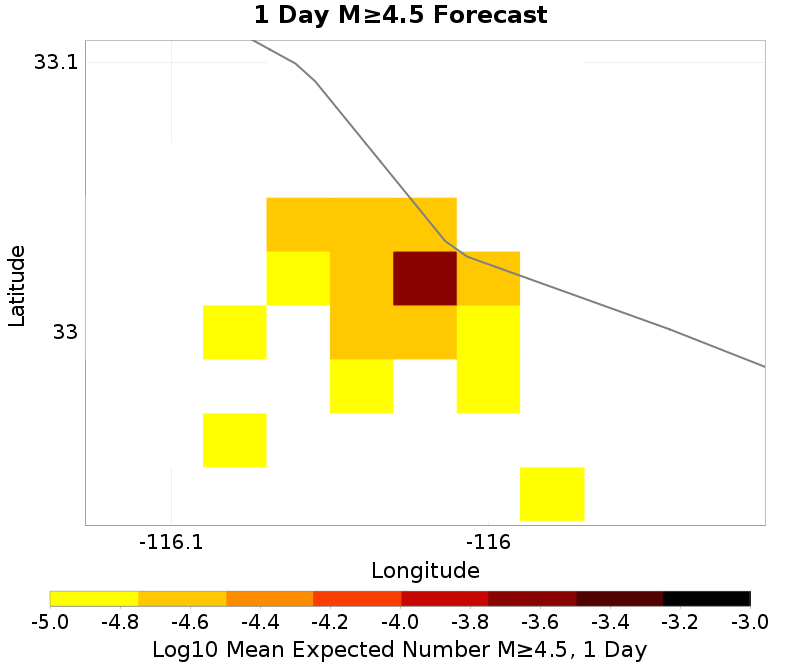 1 Day M≥4.5 Forecast
33.1
33
Latitude
-116.1
-116
Longitude
-5.0 -4.8 -4.6 -4.4 -4.2 -4.0 -3.8 -3.6 -3.4 -3.2 -3.0
Log10 Mean Expected Number M≥4.5, 1 Day